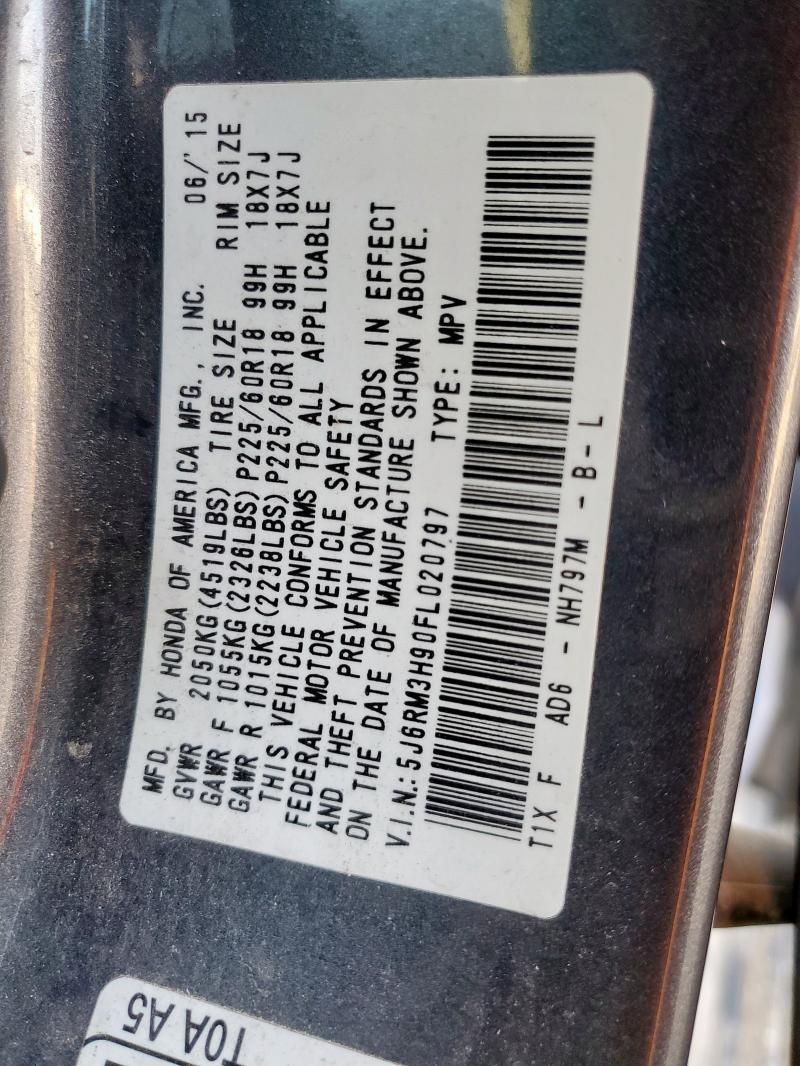 MFD. BY HONDA OF AMERICA MFG., INC. 06/'15
GVWR 2050KG(4519LBS) TIRE SIZE RIM SIZE
GAWR F 1055KG(2326LBS)P225/60R18 99H 18X7J
GAWR R 1015KG(2238LBS)P225/60R18 99H 18X7J
THIS VEHICLE CONFORMS TO ALL APPLICABLE
FEDERAL MOTOR VEHICLE SAFETY
AND THEFT PREVENTION STANDARDS IN EFFECT
ON THE DATE OF MANUFACTURE SHOWN ABOVE.
V.I.N.:5J6RM3H90FL020797 TYPE: MPV
T1X F AD6 - NH797M - B - L
T0A A5